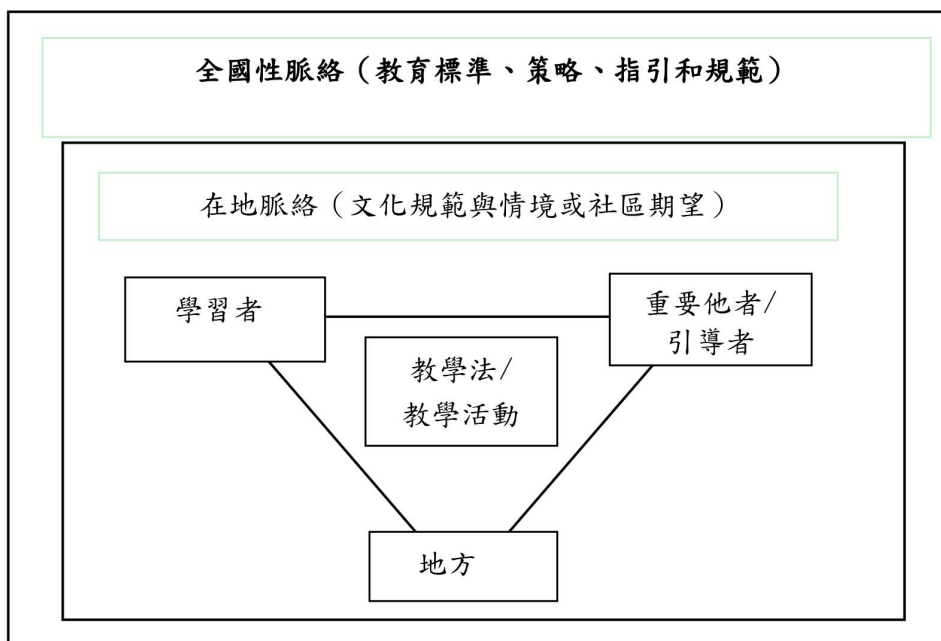 全國性脈絡（教育標準、策略、指引和規範）
在地脈絡（文化規範與情境或社區期望）
學習者
重要他者/
引導者
教學法/
教學活動
地方